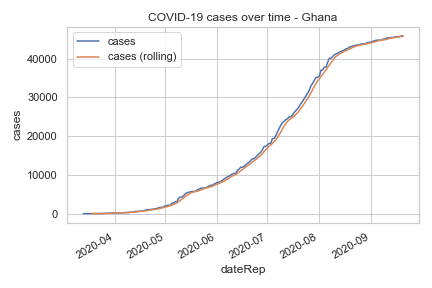 COVID-19 cases over time - Ghana
cases
cases (rolling)
40000
30000
20000
10000
0
cases
2020-04
2020-05
2020-06
2020-07
2020-08
2020-09
dateRep